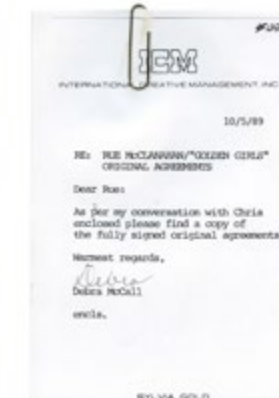 ICM
INTERNATIONAL CREATIVE MANAGEMENT, INC.
10/5/89
RE: RUE McCLANAHAN/"GOLDEN GIRLS"
ORIGINAL AGREEMENTS
Dear Rue:
As per my conversation with Chris
enclosed please find a copy of
the fully signed original agreements
Warmest regards,
Debra
Debra McCall
encls.
SYLVIA GOLD